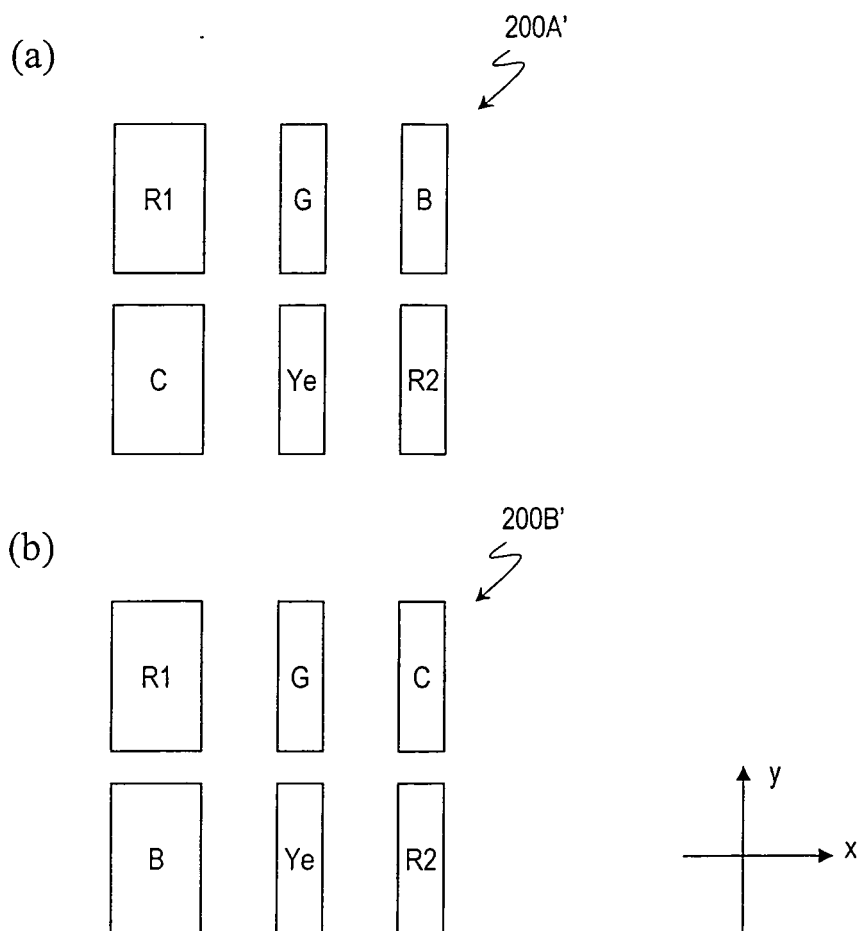 200A'
(a)
R1 G B
C Ye R2
200B'
(b)
R1 G C
B Ye R2
y
x